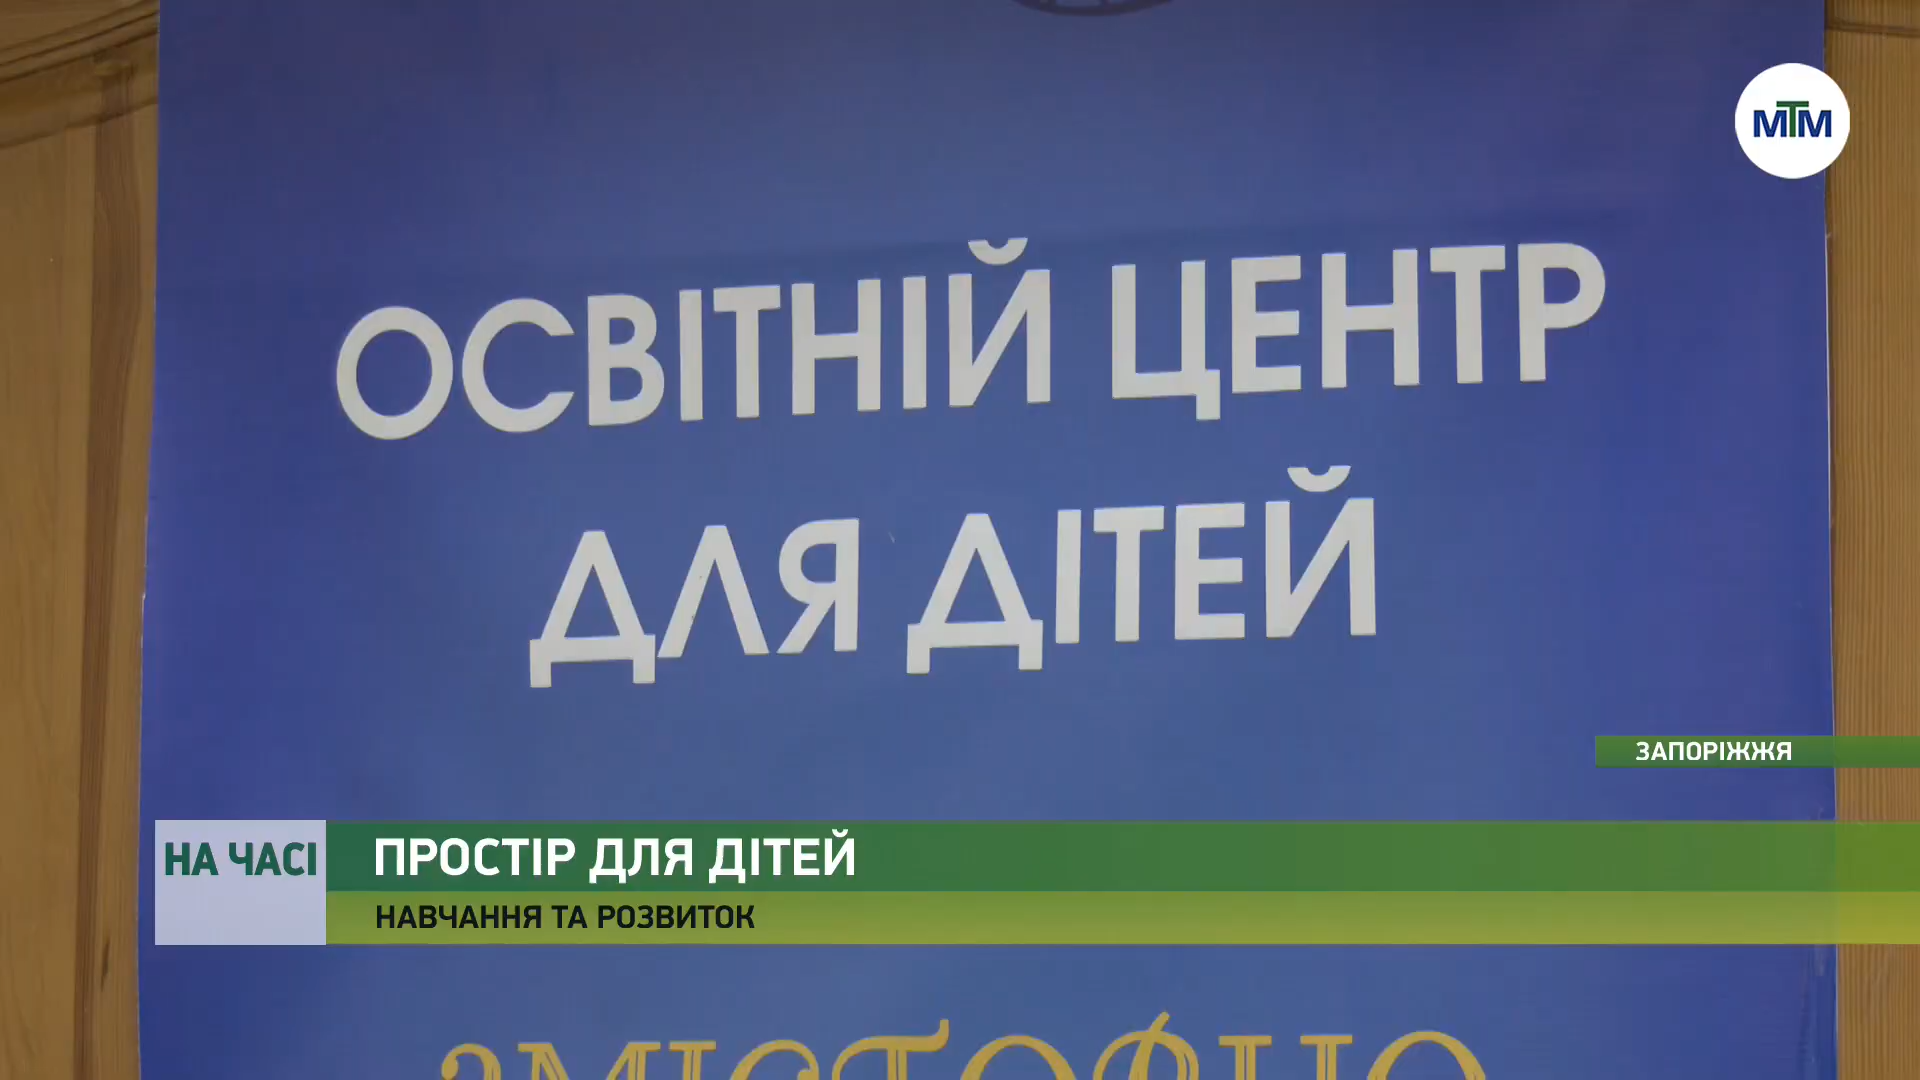 МТМ
ОСВІТНІЙ ЦЕНТР
ДЛЯ ДІТЕЙ
ЗАПОРІЖЖЯ
НА ЧАСІ
ПРОСТІР ДЛЯ ДІТЕЙ
НАВЧАННЯ ТА РОЗВИТОК